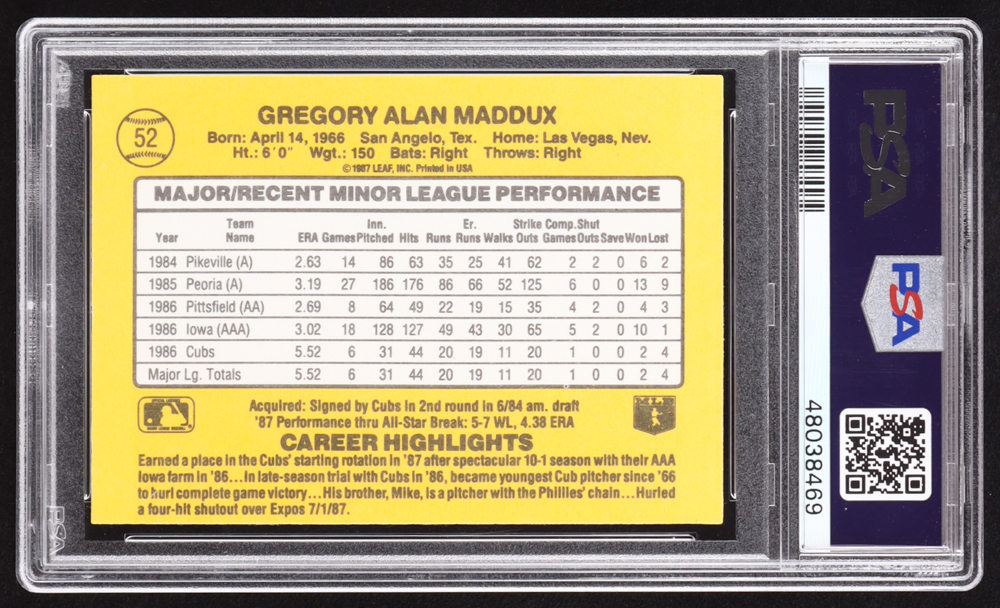 52
GREGORY ALAN MADDUX
Born: April 14, 1966 San Angelo, Tex. Home: Las Vegas, Nev.
Ht.: 6'0" Wgt.: 150 Bats: Right Throws: Right
©1987 LEAF, INC. Printed in USA
MAJOR/RECENT MINOR LEAGUE PERFORMANCE
Team Inn. Er. Strike Comp. Shut
Year Name ERA Games Pitched Hits Runs Runs Walks Outs Games Outs Save Won Lost
1984 Pikeville (A) 2.63 14 86 63 35 25 41 62 2 2 0 6 2
1985 Peoria (A) 3.19 27 186 176 86 66 52 125 6 0 0 13 9
1986 Pittsfield (AA) 2.69 8 64 49 22 19 15 35 4 2 0 4 3
1986 Iowa (AAA) 3.02 18 128 127 49 43 30 65 5 2 0 10 1
1986 Cubs 5.52 6 31 44 20 19 11 20 1 0 0 2 4
Major Lg. Totals 5.52 6 31 44 20 19 11 20 1 0 0 2 4
Acquired: Signed by Cubs in 2nd round in 6/84 am. draft
'87 Performance thru All-Star Break: 5-7 WL, 4.38 ERA
MLB
CAREER HIGHLIGHTS
Earned a place in the Cubs' starting rotation in '87 after spectacular 10-1 season with their AAA
Iowa farm in '86...In late-season trial with Cubs in '86, became youngest Cub pitcher since '66
to hurl complete game victory...His brother, Mike, is a pitcher with the Phillies' chain...Hurled
a four-hit shutout over Expos 7/1/87.
PSA
PSA
48038469
PSA